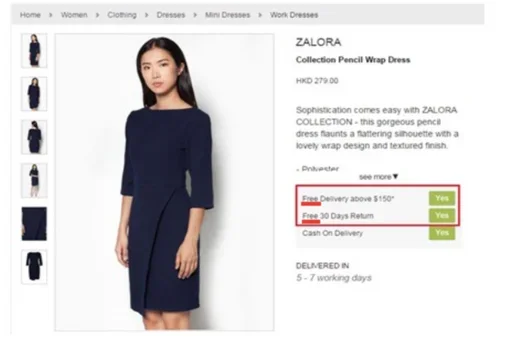 Home > Women > Clothing > Dresses > Mini Dresses > Work Dresses
ZALORA
Collection Pencil Wrap Dress
HKD 279.00
Sophistication comes easy with ZALORA
COLLECTION - this gorgeous pencil
dress flaunts a flattering silhouette with a
lovely wrap design and textured finish.
- Polyester
see more▼
Free Delivery above $150* Yes
Free 30 Days Return Yes
Cash On Delivery Yes
DELIVERED IN
5 - 7 working days